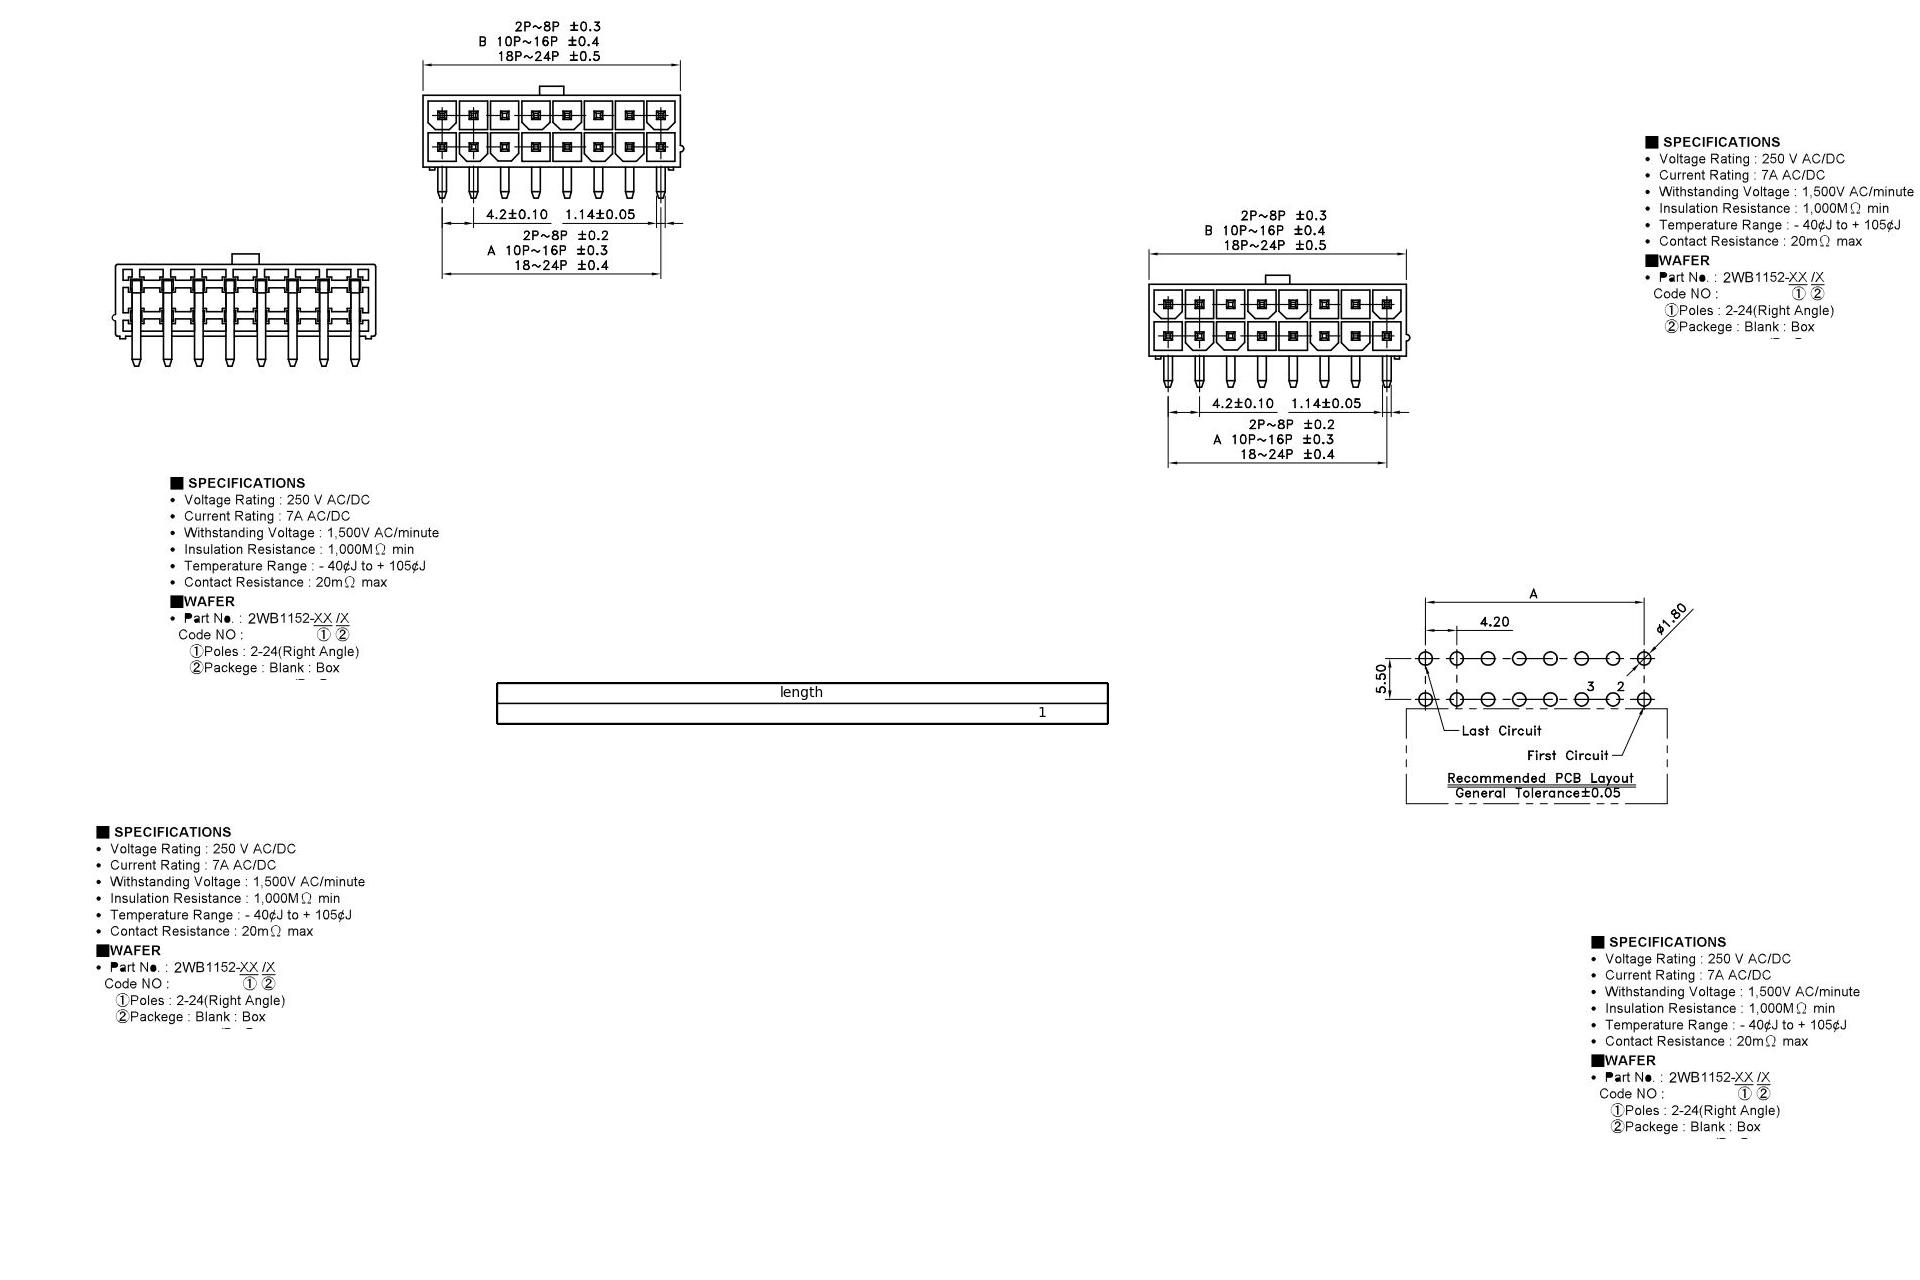 2P~8P ±0.3
B 10P~16P ±0.4
18P~24P ±0.5
4.2±0.10 1.14±0.05
2P~8P ±0.2
A 10P~16P ±0.3
18~24P ±0.4
■ SPECIFICATIONS
• Voltage Rating : 250 V AC/DC
• Current Rating : 7A AC/DC
• Withstanding Voltage : 1,500V AC/minute
• Insulation Resistance : 1,000MΩ min
• Temperature Range : - 40¢J to + 105¢J
• Contact Resistance : 20mΩ max
■WAFER
• Part No. : 2WB1152-XX /X
Code NO : ① ②
①Poles : 2-24(Right Angle)
②Packege : Blank : Box
2P~8P ±0.3
B 10P~16P ±0.4
18P~24P ±0.5
4.2±0.10 1.14±0.05
2P~8P ±0.2
A 10P~16P ±0.3
18~24P ±0.4
■ SPECIFICATIONS
• Voltage Rating : 250 V AC/DC
• Current Rating : 7A AC/DC
• Withstanding Voltage : 1,500V AC/minute
• Insulation Resistance : 1,000MΩ min
• Temperature Range : - 40¢J to + 105¢J
• Contact Resistance : 20mΩ max
■WAFER
• Part No. : 2WB1152-XX /X
Code NO : ① ②
①Poles : 2-24(Right Angle)
②Packege : Blank : Box
A
4.20
ø1.80
5.50
3 2
Last Circuit
First Circuit
Recommended PCB Layout
General Tolerance±0.05
length
1
■ SPECIFICATIONS
• Voltage Rating : 250 V AC/DC
• Current Rating : 7A AC/DC
• Withstanding Voltage : 1,500V AC/minute
• Insulation Resistance : 1,000MΩ min
• Temperature Range : - 40¢J to + 105¢J
• Contact Resistance : 20mΩ max
■WAFER
• Part No. : 2WB1152-XX /X
Code NO : ① ②
①Poles : 2-24(Right Angle)
②Packege : Blank : Box
■ SPECIFICATIONS
• Voltage Rating : 250 V AC/DC
• Current Rating : 7A AC/DC
• Withstanding Voltage : 1,500V AC/minute
• Insulation Resistance : 1,000MΩ min
• Temperature Range : - 40¢J to + 105¢J
• Contact Resistance : 20mΩ max
■WAFER
• Part No. : 2WB1152-XX /X
Code NO : ① ②
①Poles : 2-24(Right Angle)
②Packege : Blank : Box